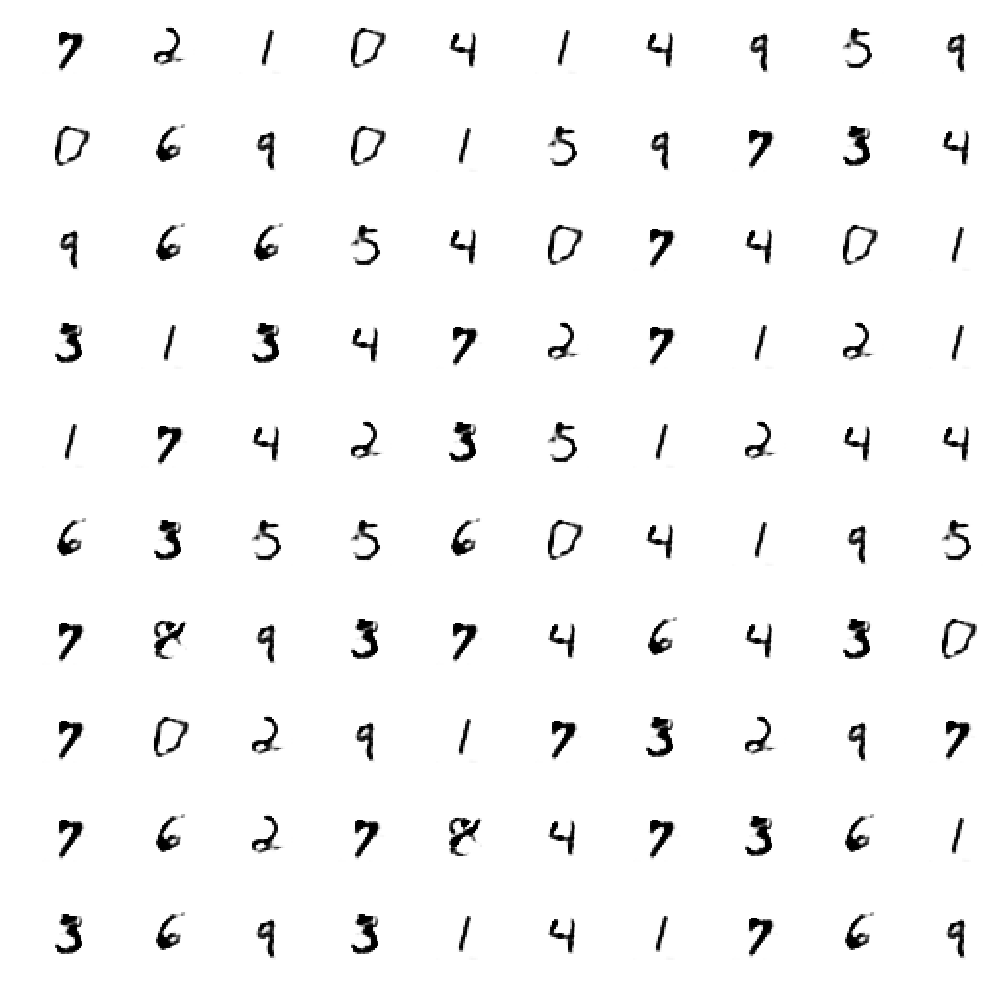 7 2 1 0 4 1 4 9 5 9
0 6 9 0 1 5 9 7 3 4
9 6 6 5 4 0 7 4 0 1
3 1 3 4 7 2 7 1 2 1
1 7 4 2 3 5 1 2 4 4
6 3 5 5 6 0 4 1 9 5
7 8 9 3 7 4 6 4 3 0
7 0 2 9 1 7 3 2 9 7
7 6 2 7 8 4 7 3 6 1
3 6 9 3 1 4 1 7 6 9